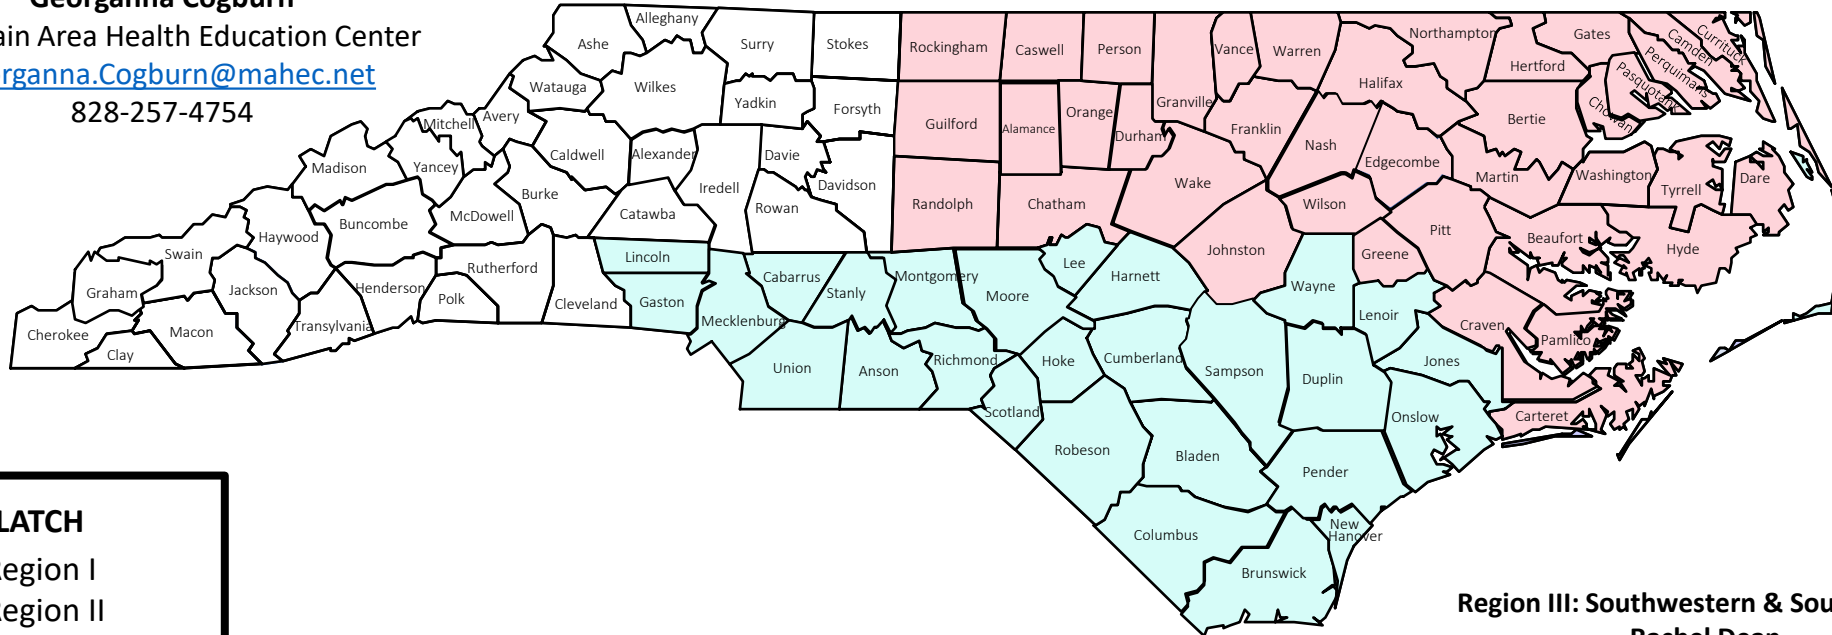 Georganna Cogburn
ain Area Health Education Center
rganna.Cogburn@mahec.net
828-257-4754
Alleghany
Ashe
Surry
Stokes
Rockingham
Caswell
Person
Vance
Warren
Northampton
Gates
Currituck
Camden
Perquimans
Pasquotank
Chowan
Hertford
Halifax
Watauga
Wilkes
Yadkin
Forsyth
Granville
Orange
Guilford
Alamance
Durham
Franklin
Bertie
Mitchell
Avery
Nash
Edgecombe
Madison
Yancey
Caldwell
Alexander
Davie
Iredell
Davidson
Burke
Wake
Martin
Washington
Tyrrell
Dare
Buncombe
McDowell
Catawba
Rowan
Randolph
Chatham
Wilson
Haywood
Swain
Johnston
Pitt
Greene
Beaufort
Hyde
Rutherford
Lincoln
Cabarrus
Montgomery
Lee
Harnett
Graham
Jackson
Henderson
Polk
Cleveland
Gaston
Stanly
Moore
Wayne
Lenoir
Cherokee
Macon
Clay
Transylvania
Mecklenburg
Craven
Pamlico
Union
Anson
Richmond
Hoke
Cumberland
Sampson
Duplin
Jones
Scotland
Onslow
Carteret
Robeson
Bladen
Pender
Columbus
New
Hanover
Brunswick
LATCH
Region I
Region II
Region III: Southwestern & Sou
Rachel Dean